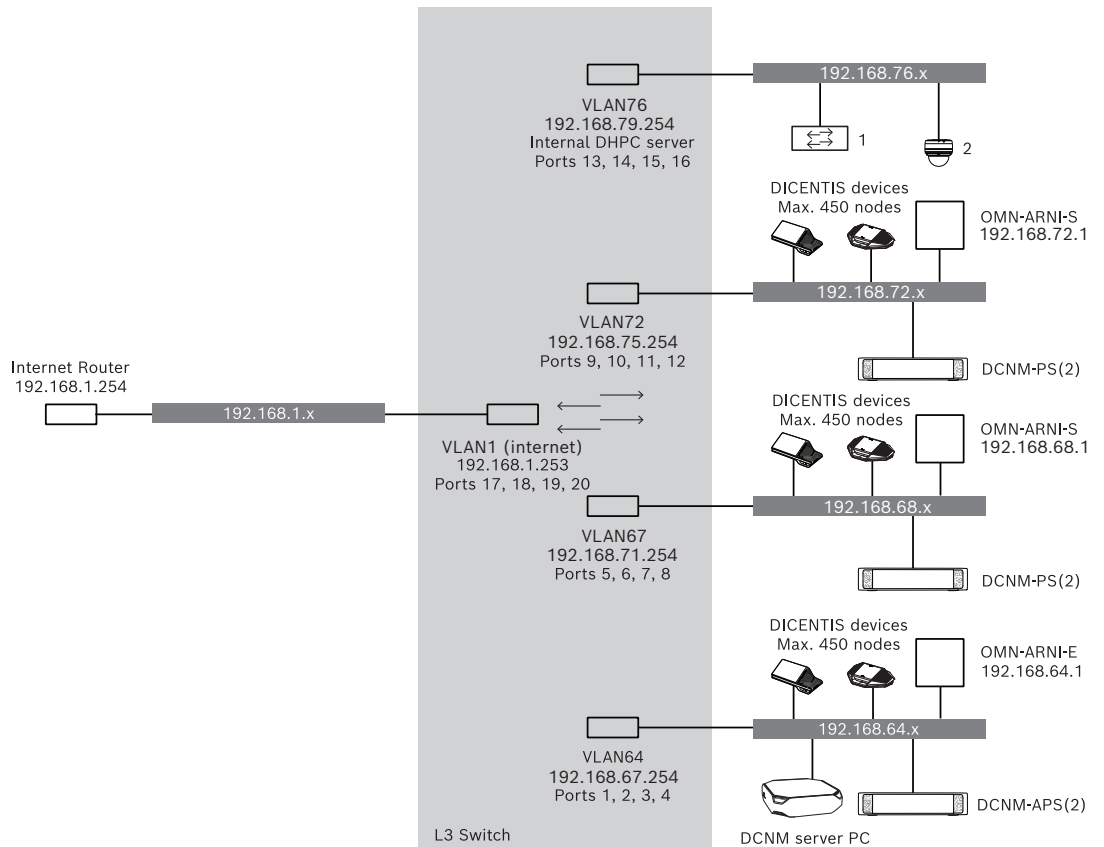 192.168.76.x
VLAN76
192.168.79.254
Internal DHPC server
Ports 13, 14, 15, 16
1
2
DICENTIS devices
Max. 450 nodes
OMN-ARNI-S
192.168.72.1
192.168.72.x
VLAN72
192.168.75.254
Ports 9, 10, 11, 12
DCNM-PS(2)
Internet Router
192.168.1.254
192.168.1.x
VLAN1 (internet)
192.168.1.253
Ports 17, 18, 19, 20
DICENTIS devices
Max. 450 nodes
OMN-ARNI-S
192.168.68.1
192.168.68.x
VLAN67
192.168.71.254
Ports 5, 6, 7, 8
DCNM-PS(2)
DICENTIS devices
Max. 450 nodes
OMN-ARNI-E
192.168.64.1
192.168.64.x
VLAN64
192.168.67.254
Ports 1, 2, 3, 4
DCNM-APS(2)
L3 Switch
DCNM server PC